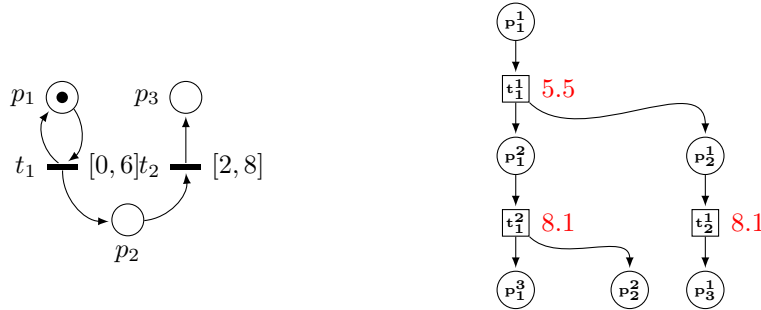 p₁
p₃
t₁ [0, 6] t₂ [2, 8]
p₂
p₁¹
t₁¹ 5.5
p₁² p₂¹
t₁² 8.1 t₂¹ 8.1
p₁³ p₂² p₃¹